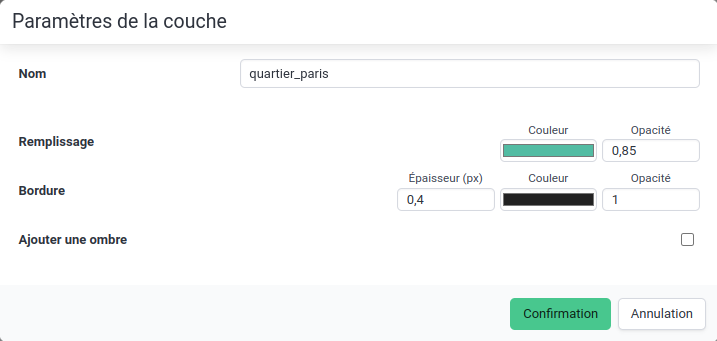 Paramètres de la couche
Nom quartier_paris
Couleur Opacité
Remplissage 0,85
Épaisseur (px) Couleur Opacité
Bordure 0,4 1
Ajouter une ombre
Confirmation Annulation